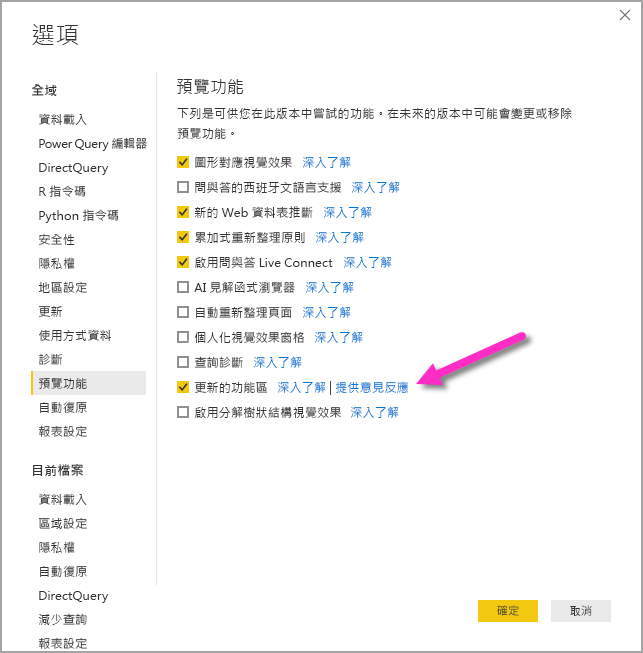 選項
全域
資料載入
Power Query 編輯器
DirectQuery
R 指令碼
Python 指令碼
安全性
隱私權
地區設定
更新
使用方式資料
診斷
預覽功能
自動復原
報表設定
目前檔案
資料載入
區域設定
隱私權
自動復原
DirectQuery
減少查詢
報表設定
預覽功能
下列是可供您在此版本中嘗試的功能。在未來的版本中可能會變更或移除
預覽功能。
圖形對應視覺效果 深入了解
問與答的西班牙文語言支援 深入了解
新的 Web 資料表推斷 深入了解
累加式重新整理原則 深入了解
啟用問與答 Live Connect 深入了解
AI 見解函式瀏覽器 深入了解
自動重新整理頁面 深入了解
個人化視覺效果窗格 深入了解
查詢診斷 深入了解
更新的功能區 深入了解 | 提供意見反應
啟用分解樹狀結構視覺效果 深入了解
確定
取消